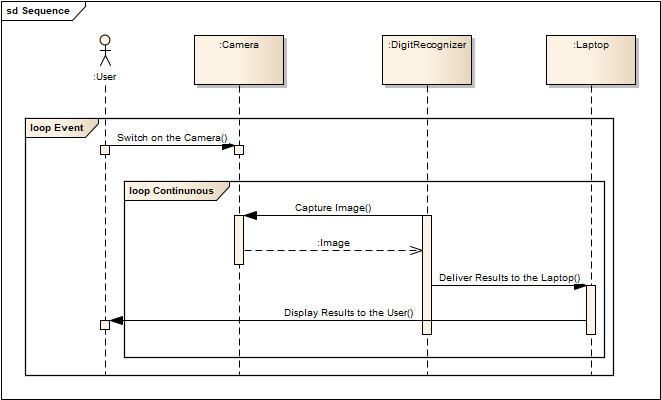 sd Sequence
:User
:Camera
:DigitRecognizer
:Laptop
loop Event
Switch on the Camera()
loop Continunous
Capture Image()
:Image
Deliver Results to the Laptop()
Display Results to the User()